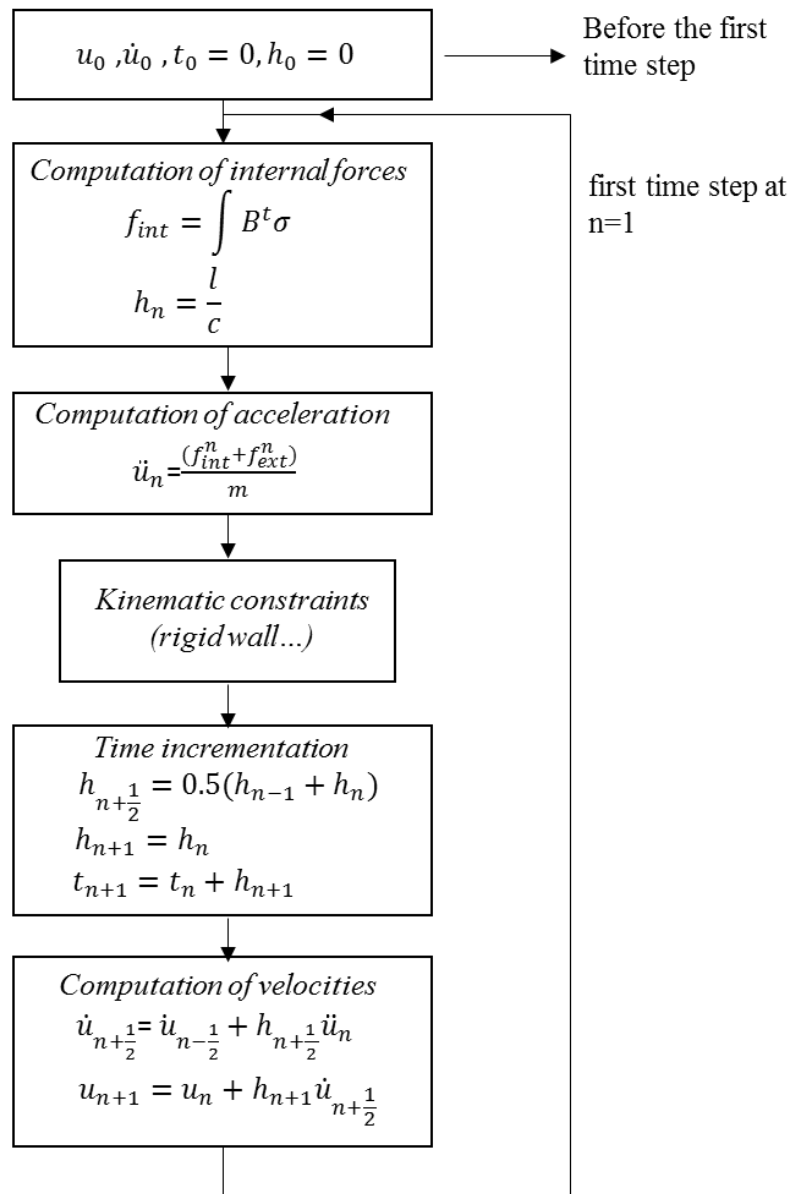 u₀ ,u̇₀ ,t₀ = 0, h₀ = 0
Before the first
time step
Computation of internal forces
f_int = ∫ Bᵗσ
h_n = l/c
first time step at
n=1
Computation of acceleration
ü_n=(f_int^n+f_ext^n)/m
Kinematic constraints
(rigid wall…)
Time incrementation
h_{n+1/2} = 0.5(h_{n−1} + h_n)
h_{n+1} = h_n
t_{n+1} = t_n + h_{n+1}
Computation of velocities
u̇_{n+1/2}= u̇_{n−1/2} + h_{n+1/2}ü_n
u_{n+1} = u_n + h_{n+1}u̇_{n+1/2}